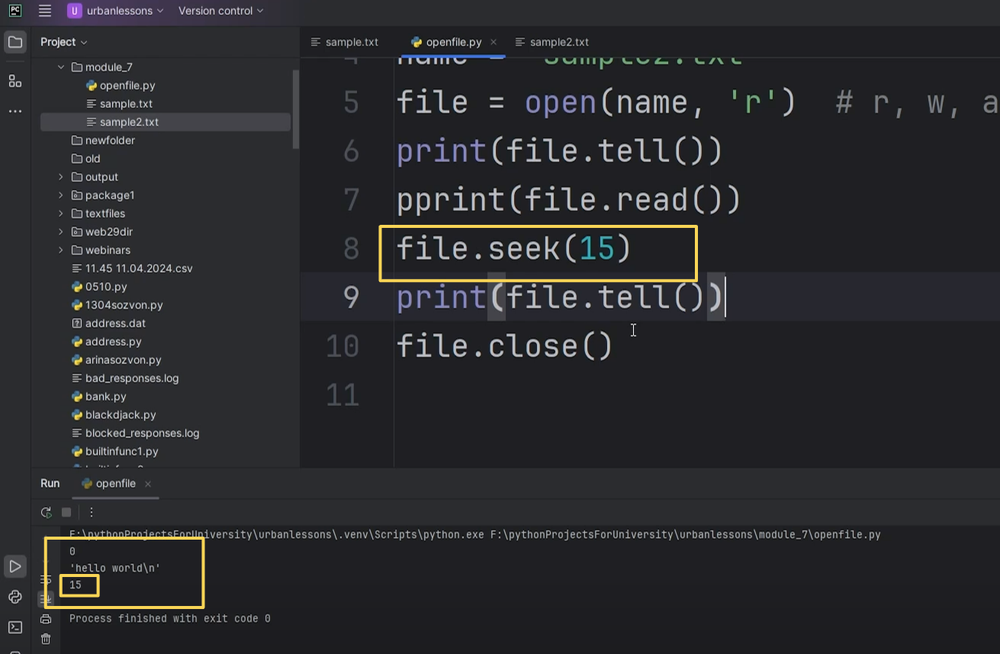 PC
U urbanlessons
Version control
Project
sample.txt
openfile.py
sample2.txt
module_7
openfile.py
sample.txt
sample2.txt
newfolder
old
output
package1
textfiles
web29dir
webinars
11.45 11.04.2024.csv
0510.py
1304sozvon.py
address.dat
address.py
arinasozvon.py
bad_responses.log
bank.py
blackdjack.py
blocked_responses.log
builtinfunc1.py
4 name = 'sample2.txt'
5 file = open(name, 'r')  # r, w, a
6 print(file.tell())
7 pprint(file.read())
8 file.seek(15)
9 print(file.tell())
10 file.close()
11
Run
openfile
F:\pythonProjectsForUniversity\urbanlessons\.venv\Scripts\python.exe F:\pythonProjectsForUniversity\urbanlessons\module_7\openfile.py
0
'hello world\n'
15
Process finished with exit code 0